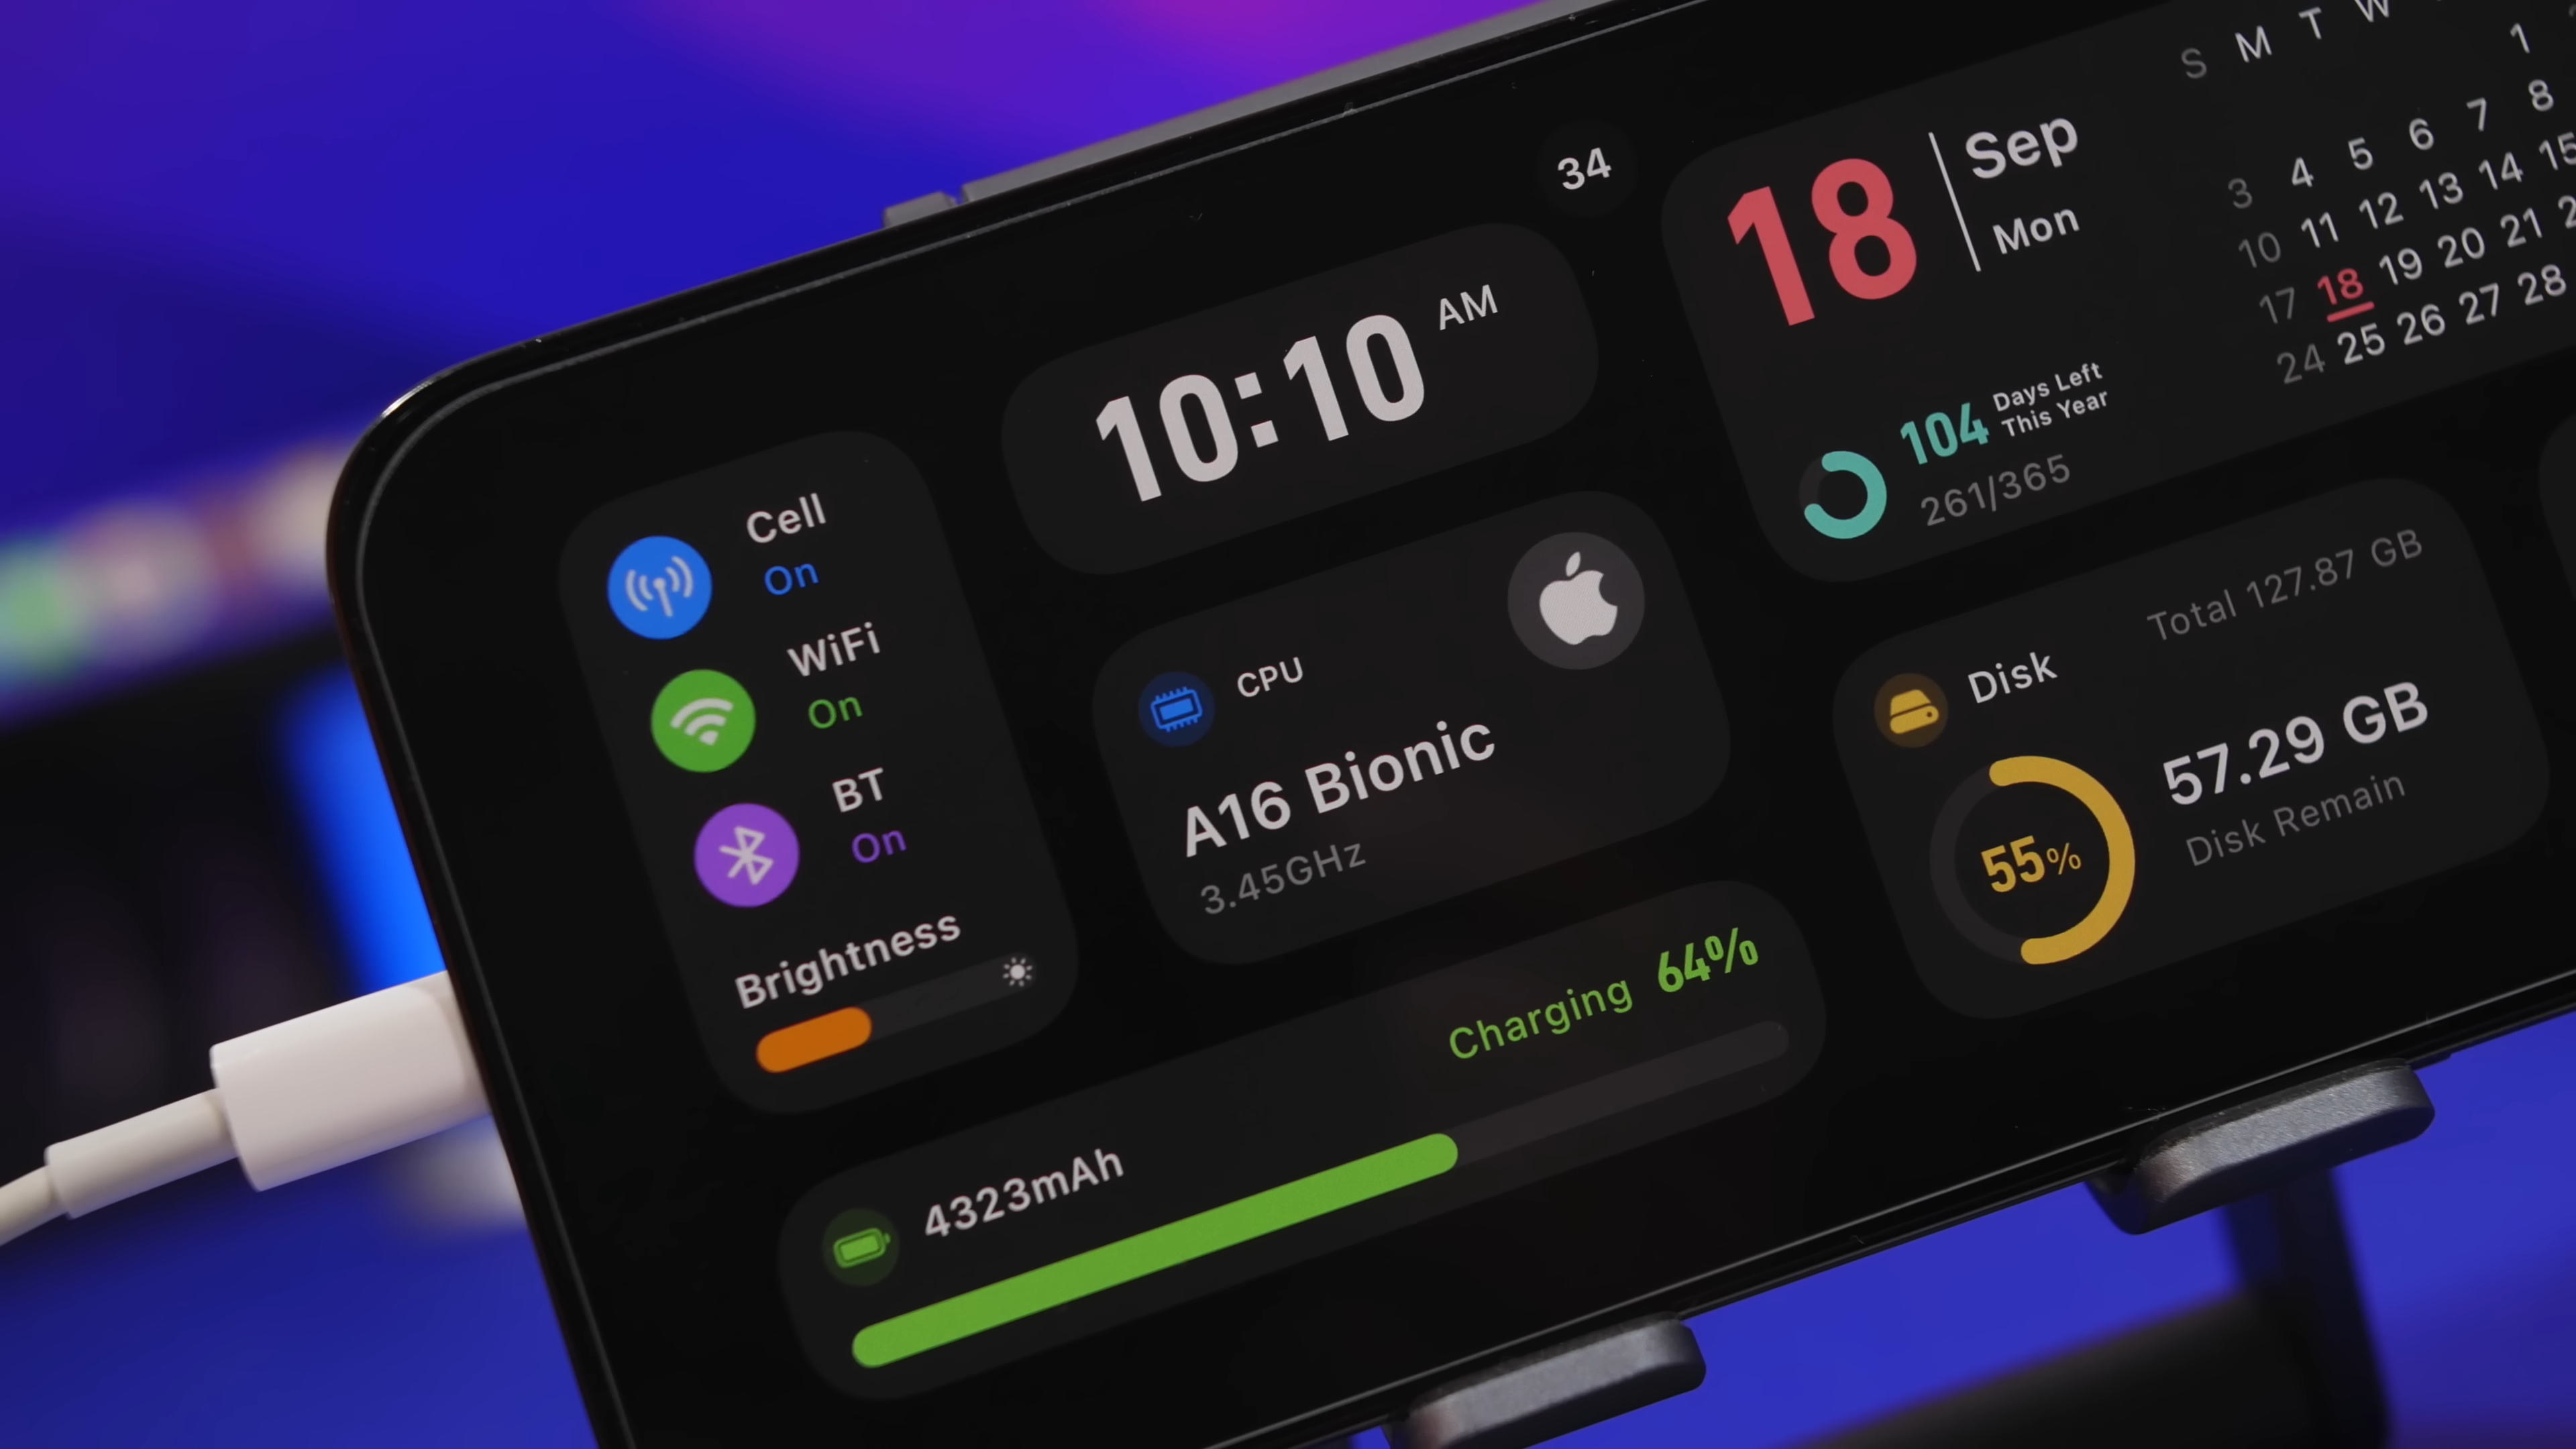 34
Cell
On
WiFi
On
BT
On
Brightness
10:10 AM
CPU
A16 Bionic
3.45GHz
4323mAh
Charging 64%
18
Sep
Mon
104 Days Left
This Year
261/365
S M T W
1
3 4 5 6 7 8
10 11 12 13 14 15
17 18 19 20 21
24 25 26 27 28
Disk
Total 127.87 GB
55%
57.29 GB
Disk Remain